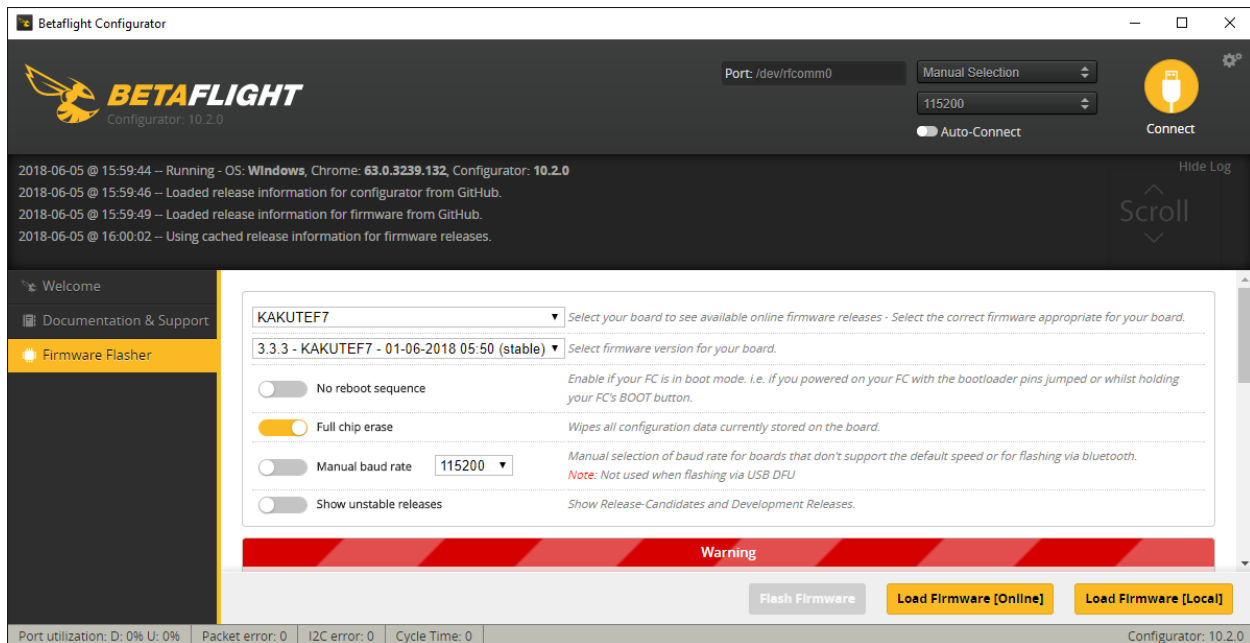 Betaflight Configurator
BETAFLIGHT
Configurator: 10.2.0
Port: /dev/rfcomm0
Manual Selection
115200
Auto-Connect
Connect
2018-06-05 @ 15:59:44 -- Running - OS: Windows, Chrome: 63.0.3239.132, Configurator: 10.2.0
2018-06-05 @ 15:59:46 -- Loaded release information for configurator from GitHub.
2018-06-05 @ 15:59:49 -- Loaded release information for firmware from GitHub.
2018-06-05 @ 16:00:02 -- Using cached release information for firmware releases.
Hide Log
Scroll
Welcome
Documentation & Support
Firmware Flasher
KAKUTEF7
Select your board to see available online firmware releases - Select the correct firmware appropriate for your board.
3.3.3 - KAKUTEF7 - 01-06-2018 05:50 (stable)
Select firmware version for your board.
No reboot sequence
Enable if your FC is in boot mode. i.e. if you powered on your FC with the bootloader pins jumped or whilst holding
your FC's BOOT button.
Full chip erase
Wipes all configuration data currently stored on the board.
Manual baud rate
115200
Manual selection of baud rate for boards that don't support the default speed or for flashing via bluetooth.
Note: Not used when flashing via USB DFU
Show unstable releases
Show Release-Candidates and Development Releases.
Warning
Flash Firmware
Load Firmware [Online]
Load Firmware [Local]
Port utilization: D: 0% U: 0%
Packet error: 0
I2C error: 0
Cycle Time: 0
Configurator: 10.2.0